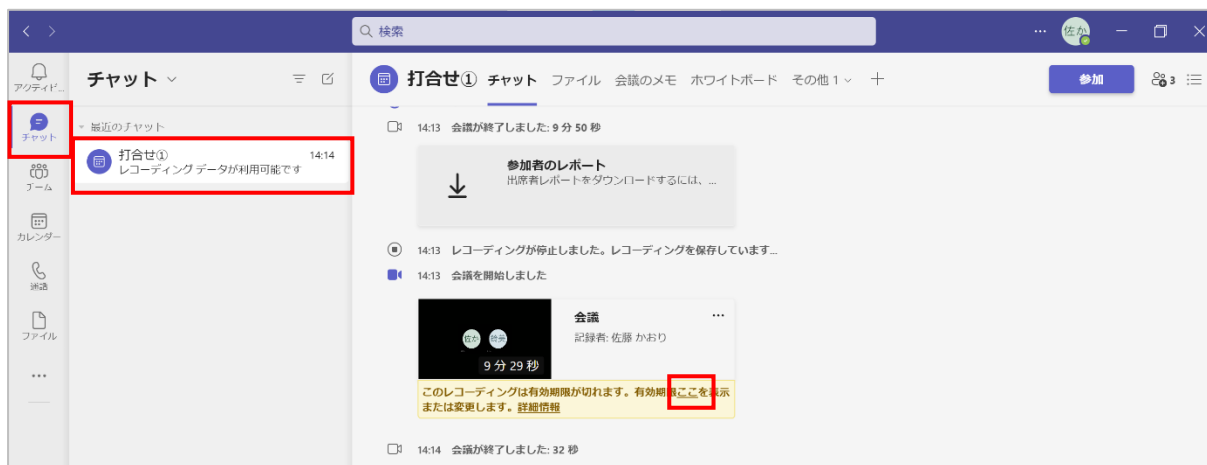 検索
佐か
アクティビ...
チャット
チーム
カレンダー
通話
ファイル
チャット
最近のチャット
打合せ① 14:14
レコーディング データが利用可能です
打合せ① チャット ファイル 会議のメモ ホワイトボード その他 1
参加
3
14:13 会議が終了しました: 9 分 50 秒
参加者のレポート
出席者レポートをダウンロードするには、...
14:13 レコーディングが停止しました。レコーディングを保存しています...
14:13 会議を開始しました
佐か
9 分 29 秒
会議
記録者: 佐藤 かおり
このレコーディングは有効期限が切れます。有効期限ここを表示
または変更します。詳細情報
14:14 会議が終了しました: 32 秒